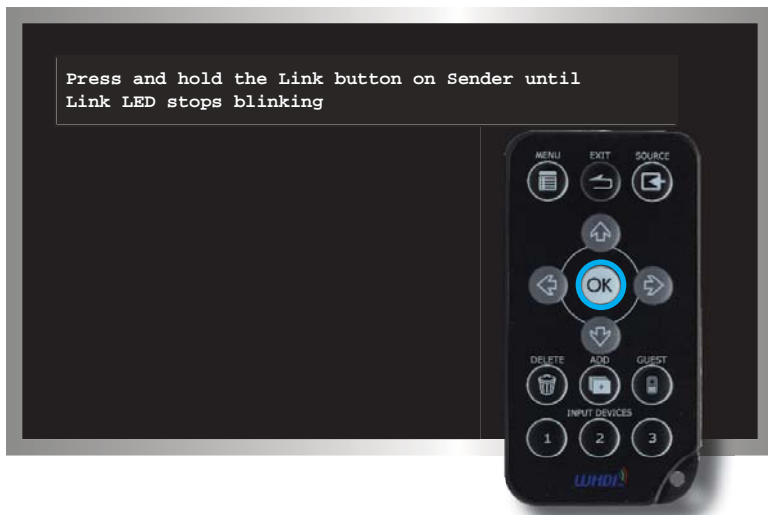 Press and hold the Link button on Sender until
Link LED stops blinking
MENU EXIT SOURCE
OK
DELETE ADD GUEST
INPUT DEVICES
1 2 3
WHDI